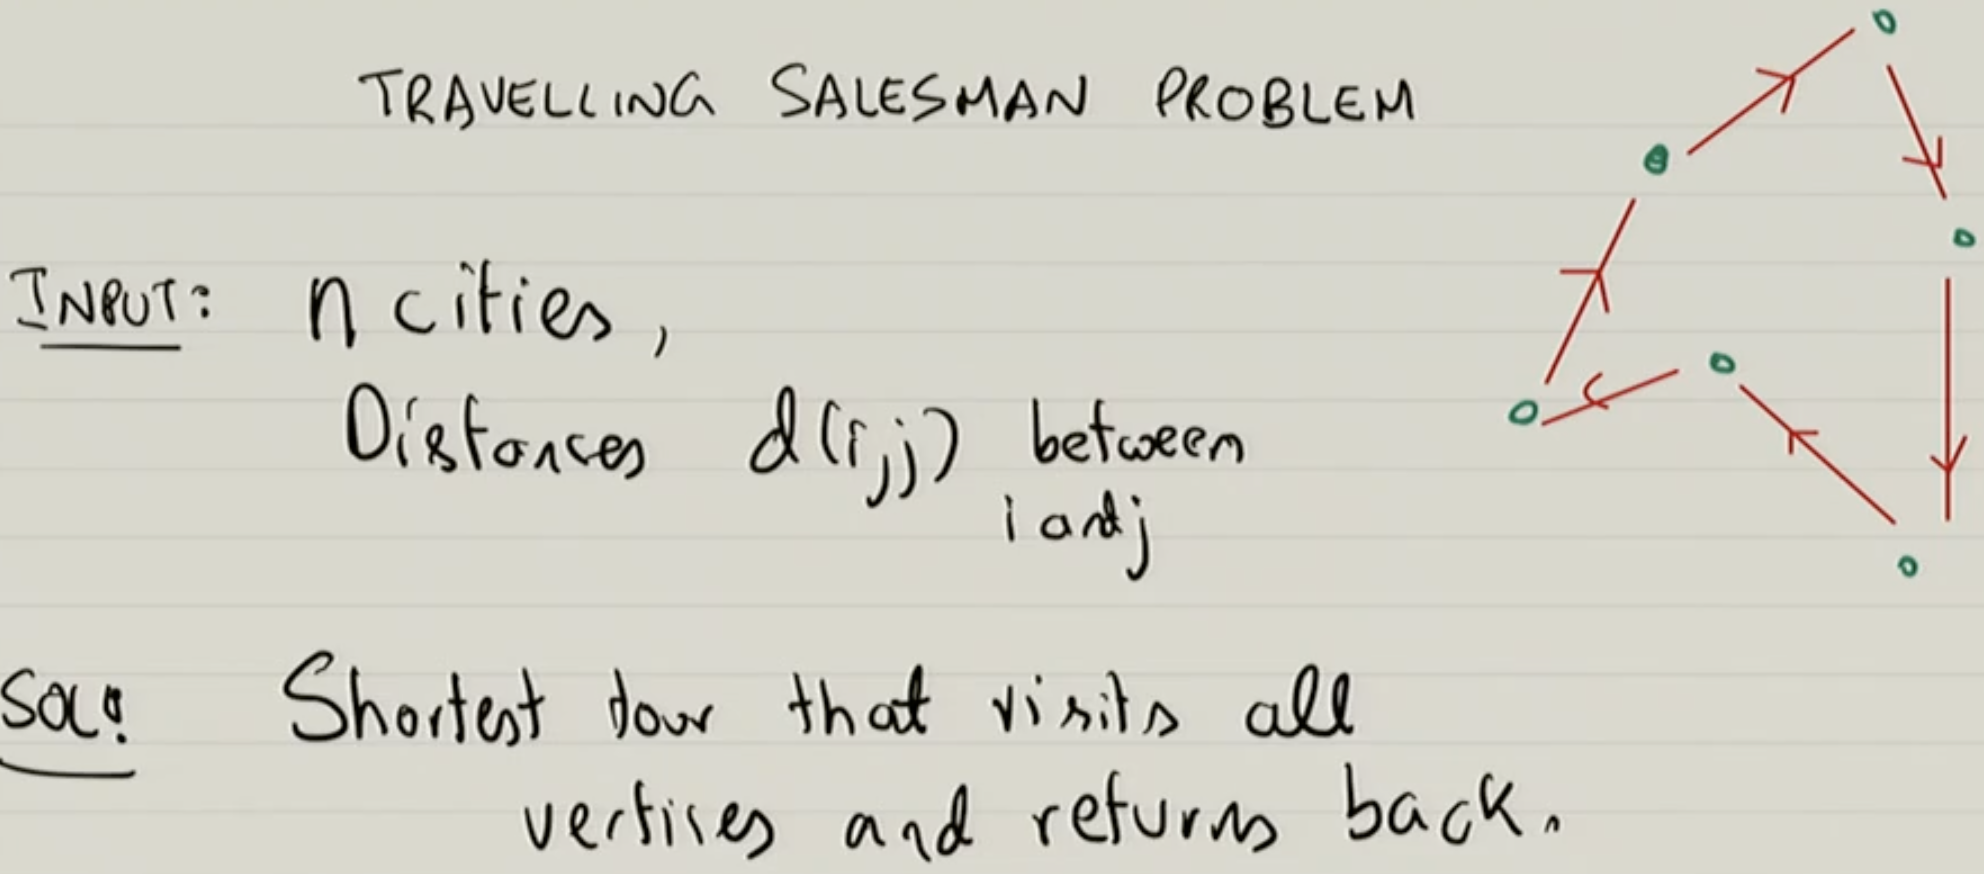 TRAVELLING SALESMAN PROBLEM
INPUT: n cities,
Distances d(i,j) between
i and j
SOL: Shortest tour that visits all
vertises and returns back.